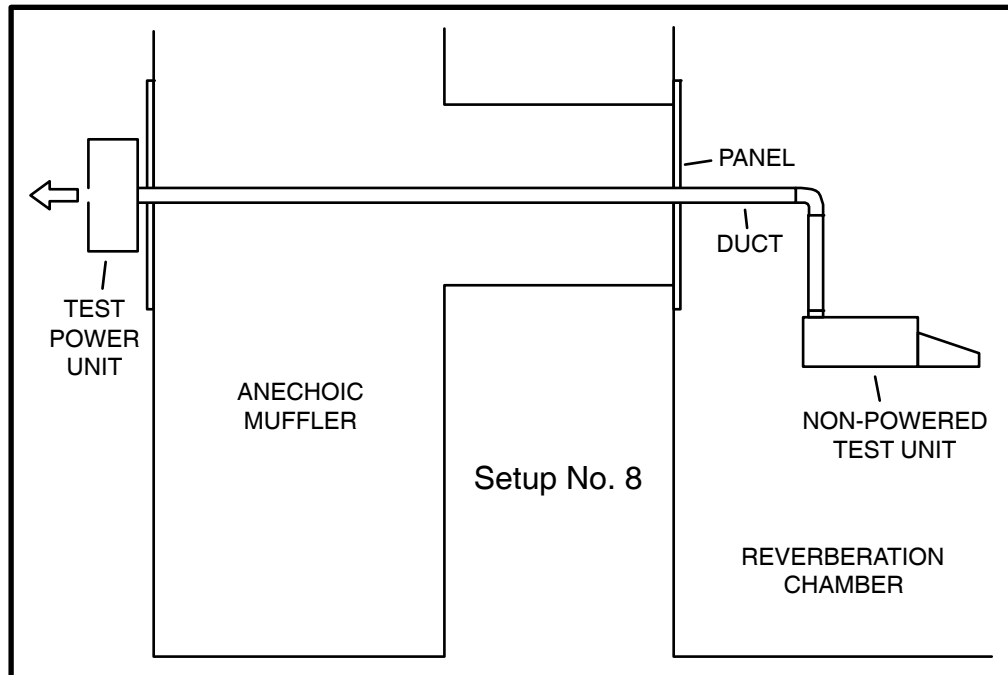 PANEL
DUCT
TEST
POWER
UNIT
ANECHOIC
MUFFLER
NON-POWERED
TEST UNIT
Setup No. 8
REVERBERATION
CHAMBER